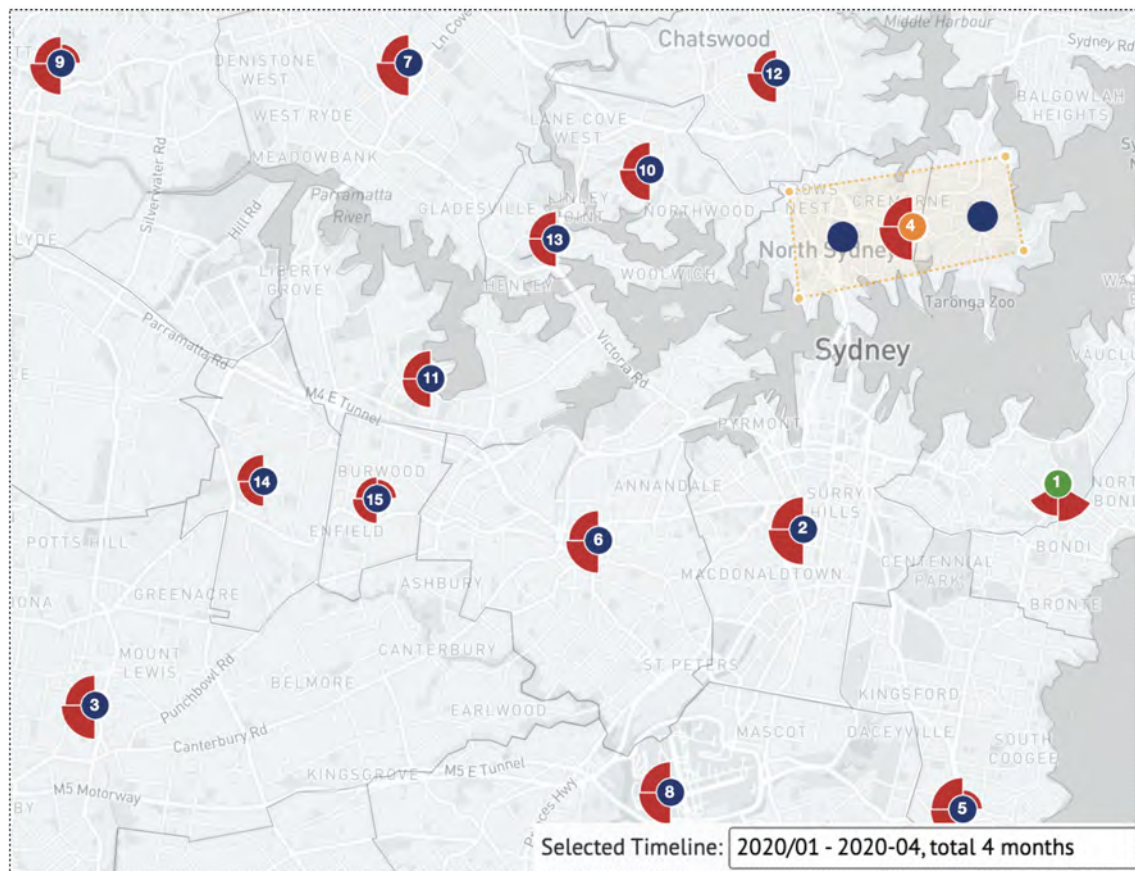 Middle Harbour
Chatswood
Sydney Rd
Ln Cove
9
7
12
DENISTONE
WEST
BALGOWLAH
HEIGHTS
WEST RYDE
LANE COVE
WEST
MEADOWBANK
Silverwater Rd
10
Parramatta
River
Hill Rd
GLADESVILLE
NORTHWOOD
CREMORNE
NEST
4
13
North Sydney
LIBERTY
GROVE
WOOLWICH
HENLEY
Taronga Zoo
Parramatta Rd
Victoria Rd
Sydney
VAUCLU
11
M4 E Tunnel
PYRMONT
BURWOOD
14
15
ANNANDALE
SURRY
HILLS
1
NORT
BOND
ENFIELD
6
2
POTTS HILL
BONDI
CENTENNIAL
PARK
MACDONALDTOWN
ASHBURY
GREENACRE
BRONTE
MOUNT
LEWIS
CANTERBURY
ST PETERS
Punchbowl Rd
BELMORE
KINGSFORD
3
EARLWOOD
Canterbury Rd
MASCOT
DACEYVILLE
SOUTH
COOGEE
KINGSGROVE
M5 E Tunnel
M5 Motorway
Princes Hwy
8
5
Selected Timeline: 2020/01 - 2020-04, total 4 months